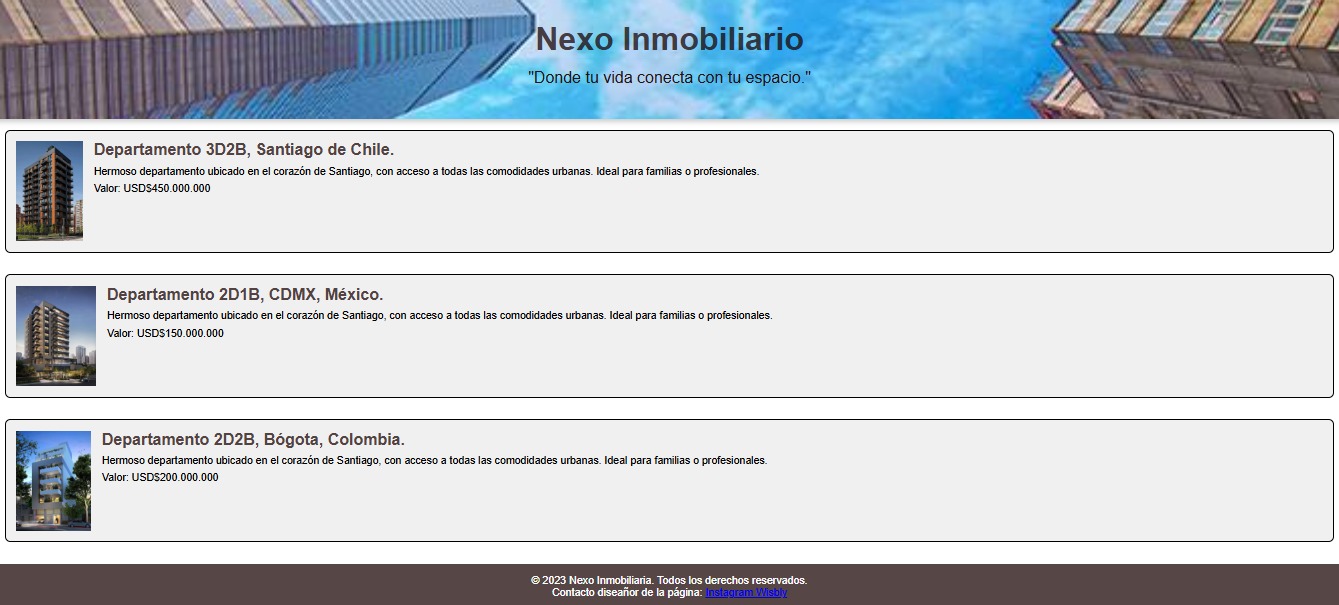 Nexo Inmobiliario
"Donde tu vida conecta con tu espacio."
Departamento 3D2B, Santiago de Chile.
Hermoso departamento ubicado en el corazón de Santiago, con acceso a todas las comodidades urbanas. Ideal para familias o profesionales.
Valor: USD$450.000.000
Departamento 2D1B, CDMX, México.
Hermoso departamento ubicado en el corazón de Santiago, con acceso a todas las comodidades urbanas. Ideal para familias o profesionales.
Valor: USD$150.000.000
Departamento 2D2B, Bógota, Colombia.
Hermoso departamento ubicado en el corazón de Santiago, con acceso a todas las comodidades urbanas. Ideal para familias o profesionales.
Valor: USD$200.000.000
© 2023 Nexo Inmobiliaria. Todos los derechos reservados.
Contacto diseañor de la página: Instagram Wisbly